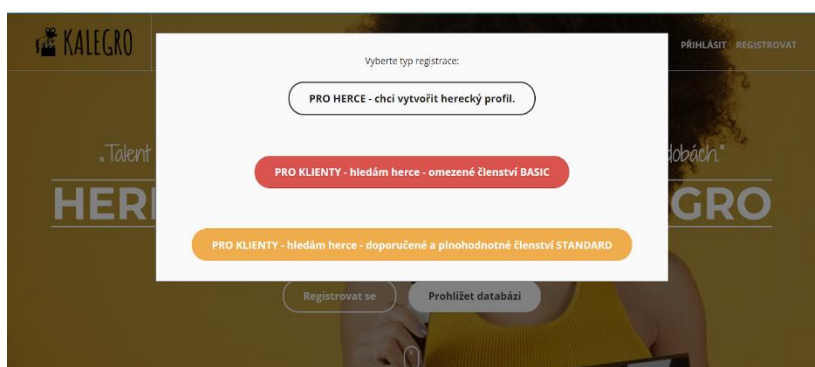 KALEGRO
PŘIHLÁSIT REGISTROVAT
Vyberte typ registrace:
PRO HERCE - chci vytvořit herecký profil.
„Talent
dobách."
PRO KLIENTY - hledám herce - omezené členství BASIC
HER
GRO
PRO KLIENTY - hledám herce - doporučené a plnohodnotné členství STANDARD
Registrovat se Prohlížet databázi